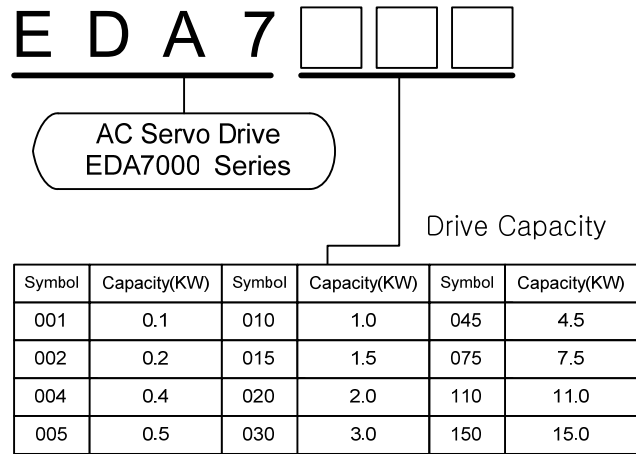 E D A 7
AC Servo Drive
EDA7000 Series
Drive Capacity
Symbol Capacity(KW) Symbol Capacity(KW) Symbol Capacity(KW)
001 0.1 010 1.0 045 4.5
002 0.2 015 1.5 075 7.5
004 0.4 020 2.0 110 11.0
005 0.5 030 3.0 150 15.0